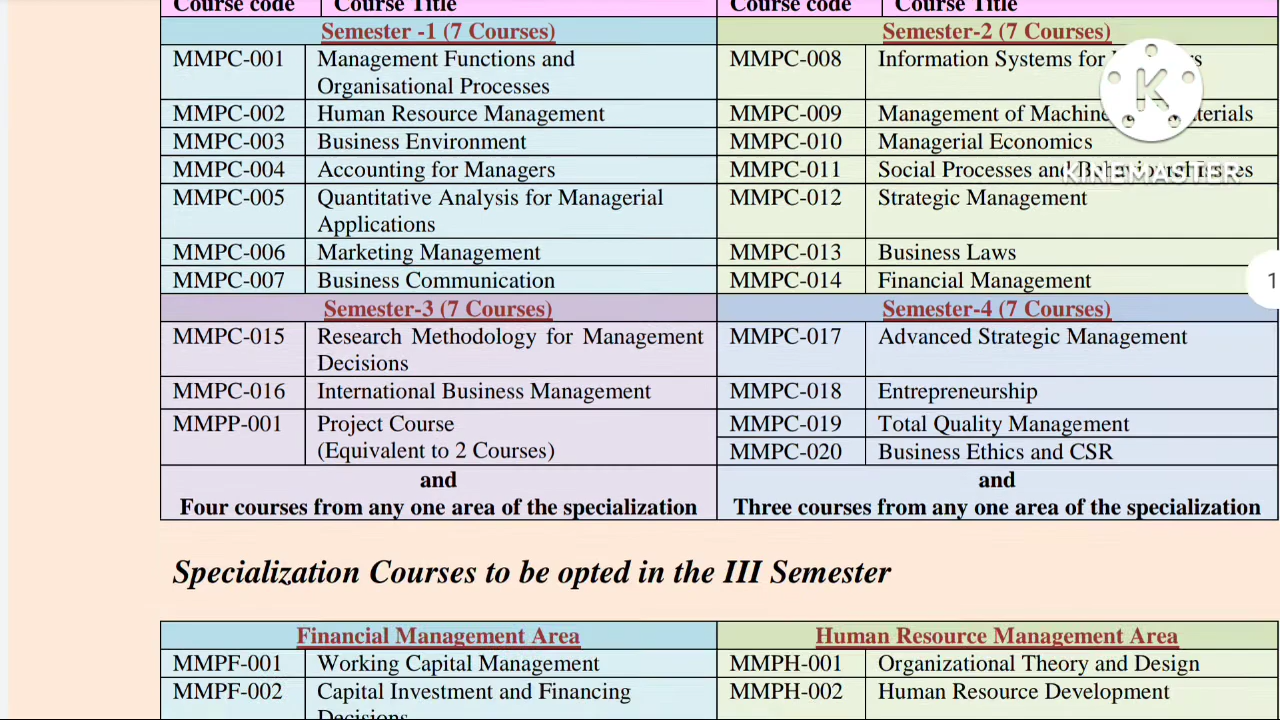 Course code Course Title Course code Course Title
Semester -1 (7 Courses) Semester-2 (7 Courses)
MMPC-001 Management Functions and MMPC-008 Information Systems for
Organisational Processes
MMPC-002 Human Resource Management MMPC-009 Management of Machine
MMPC-003 Business Environment MMPC-010 Managerial Economics
MMPC-004 Accounting for Managers MMPC-011 Social Processes and Behavioral Issues
KINEMASTER
MMPC-005 Quantitative Analysis for Managerial MMPC-012 Strategic Management
Applications
MMPC-006 Marketing Management MMPC-013 Business Laws
MMPC-007 Business Communication MMPC-014 Financial Management
1
Semester-3 (7 Courses) Semester-4 (7 Courses)
MMPC-015 Research Methodology for Management MMPC-017 Advanced Strategic Management
Decisions
MMPC-016 International Business Management MMPC-018 Entrepreneurship
MMPP-001 Project Course MMPC-019 Total Quality Management
(Equivalent to 2 Courses) MMPC-020 Business Ethics and CSR
and and
Four courses from any one area of the specialization Three courses from any one area of the specialization
Specialization Courses to be opted in the III Semester
Financial Management Area Human Resource Management Area
MMPF-001 Working Capital Management MMPH-001 Organizational Theory and Design
MMPF-002 Capital Investment and Financing MMPH-002 Human Resource Development
Decisions